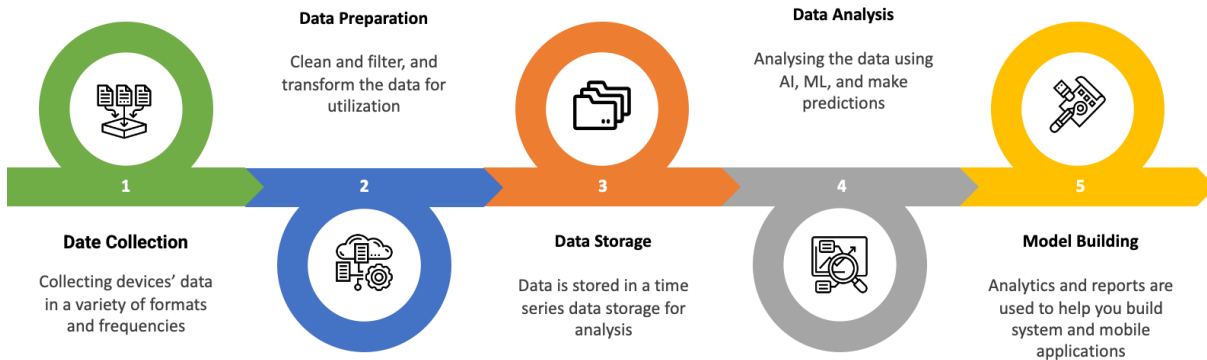 1
Date Collection
Collecting devices’ data
in a variety of formats
and frequencies
Data Preparation
Clean and filter, and
transform the data for
utilization
2
3
Data Storage
Data is stored in a time
series data storage for
analysis
Data Analysis
Analysing the data using
AI, ML, and make
predictions
4
5
Model Building
Analytics and reports are
used to help you build
system and mobile
applications